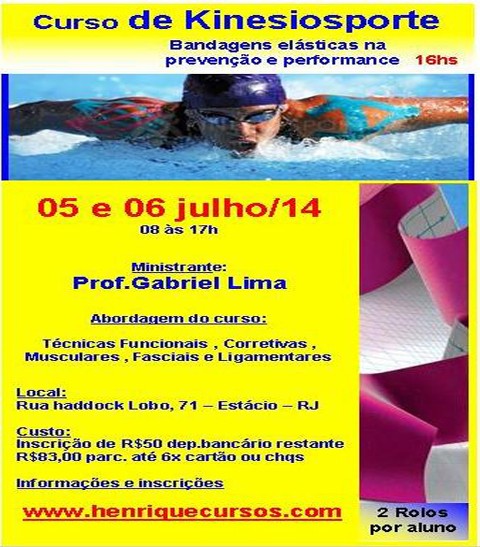 Curso de Kinesiosporte
Bandagens elásticas na
prevenção e performance 16hs
05 e 06 julho/14
08 às 17h
Ministrante:
Prof.Gabriel Lima
Abordagem do curso:
Técnicas Funcionais , Corretivas ,
Musculares , Fasciais e Ligamentares
Local:
Rua haddock Lobo, 71 – Estácio – RJ
Custo:
Inscrição de R$50 dep.bancário restante
R$83,00 parc. até 6x cartão ou chqs
Informações e inscrições
www.henriquecursos.com
2 Rolos
por aluno